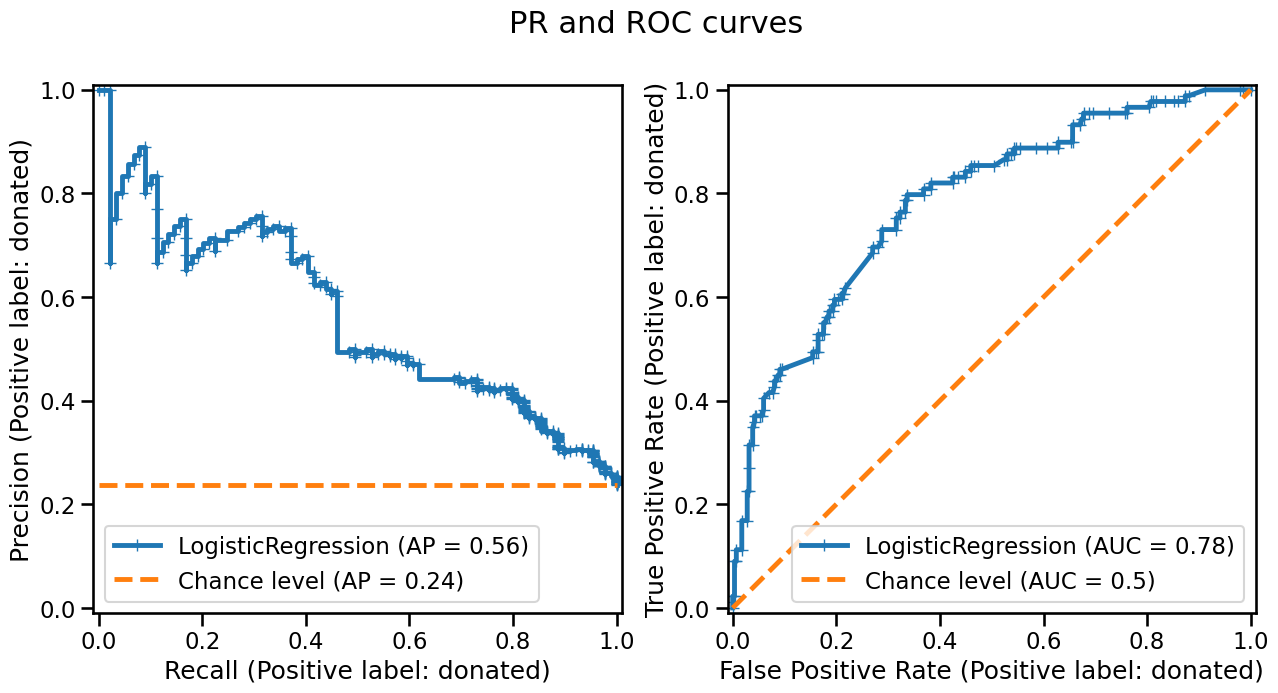 PR and ROC curves
Precision (Positive label: donated)
1.0
0.8
0.6
0.4
0.2
0.0
LogisticRegression (AP = 0.56)
Chance level (AP = 0.24)
0.0 0.2 0.4 0.6 0.8 1.0
Recall (Positive label: donated)
True Positive Rate (Positive label: donated)
1.0
0.8
0.6
0.4
0.2
0.0
LogisticRegression (AUC = 0.78)
Chance level (AUC = 0.5)
0.0 0.2 0.4 0.6 0.8 1.0
False Positive Rate (Positive label: donated)